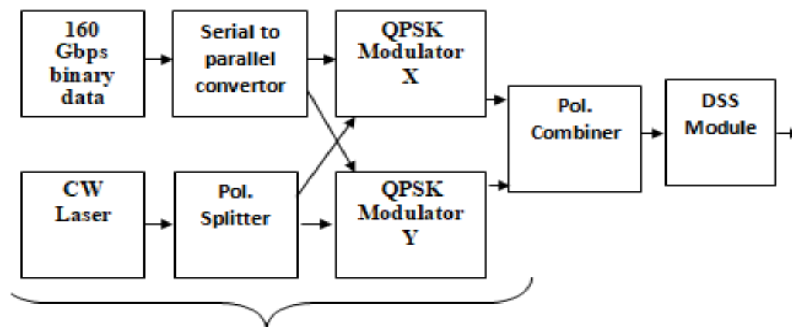 160
Gbps
binary
data
Serial to
parallel
convertor
QPSK
Modulator
X
Pol.
Combiner
DSS
Module
CW
Laser
Pol.
Splitter
QPSK
Modulator
Y